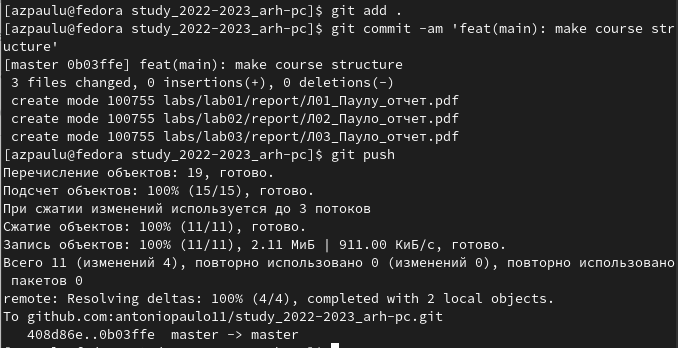 [azpaulu@fedora study_2022-2023_arh-pc]$ git add .
[azpaulu@fedora study_2022-2023_arh-pc]$ git commit -am 'feat(main): make course str
ucture'
[master 0b03ffe] feat(main): make course structure
 3 files changed, 0 insertions(+), 0 deletions(-)
 create mode 100755 labs/lab01/report/Л01_Паулу_отчет.pdf
 create mode 100755 labs/lab02/report/Л02_Пауло_отчет.pdf
 create mode 100755 labs/lab03/report/Л03_Пауло_отчет.pdf
[azpaulu@fedora study_2022-2023_arh-pc]$ git push
Перечисление объектов: 19, готово.
Подсчет объектов: 100% (15/15), готово.
При сжатии изменений используется до 3 потоков
Сжатие объектов: 100% (11/11), готово.
Запись объектов: 100% (11/11), 2.11 МиБ | 911.00 КиБ/с, готово.
Всего 11 (изменений 4), повторно использовано 0 (изменений 0), повторно использовано
 пакетов 0
remote: Resolving deltas: 100% (4/4), completed with 2 local objects.
To github.com:antoniopaulo11/study_2022-2023_arh-pc.git
   408d86e..0b03ffe  master -> master